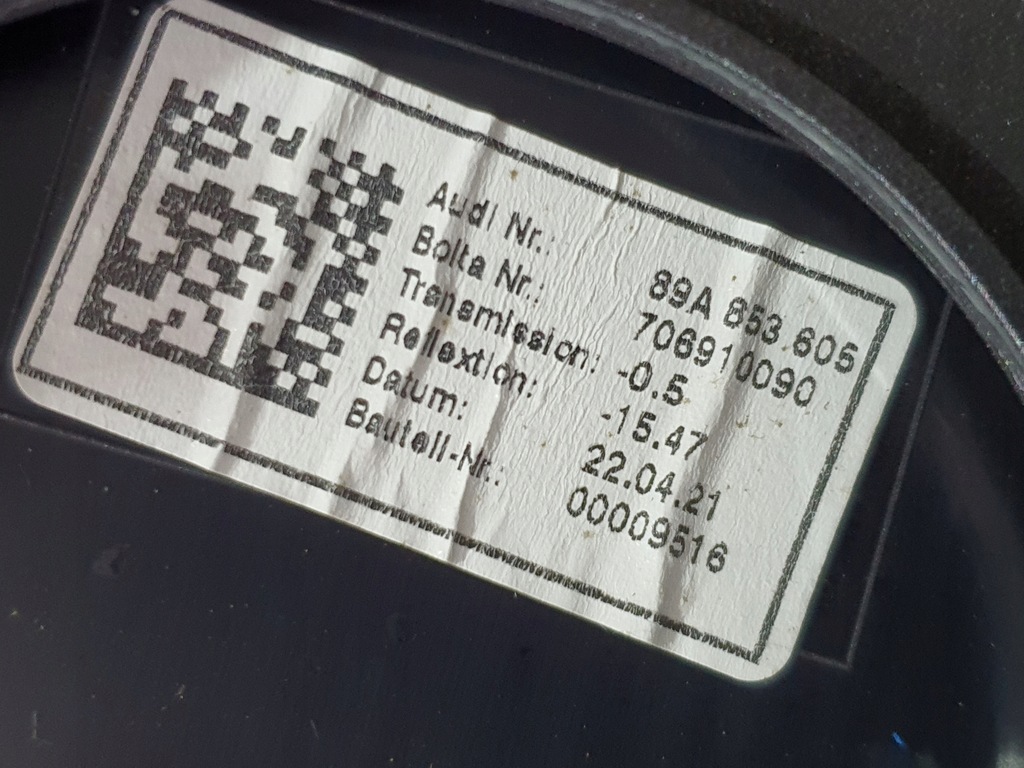 Audi Nr.: 89A 853.605
Bolta Nr.: 706910090
Transmission: -0.5
Reflextion: -15.47
Datum: 22.04.21
Bauteil-Nr.: 00009516